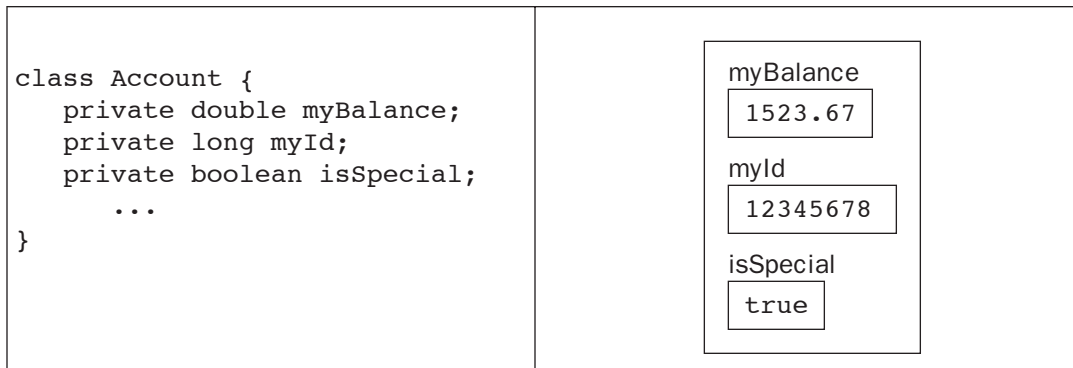 class Account {
   private double myBalance;
   private long myId;
   private boolean isSpecial;
      ...
}
myBalance
1523.67
myId
12345678
isSpecial
true